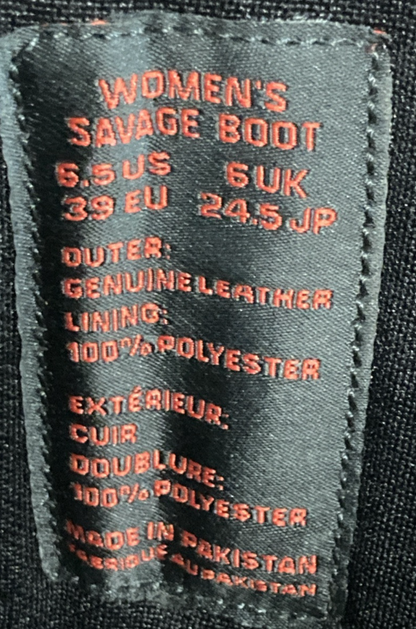 WOMEN'S
SAVAGE BOOT
6.5 US 6 UK
39 EU 24.5 JP
OUTER:
GENUINE LEATHER
LINING:
100% POLYESTER
EXTÉRIEUR:
CUIR
DOUBLURE:
100% POLYESTER
MADE IN PAKISTAN
FABRIQUE AU PAKISTAN